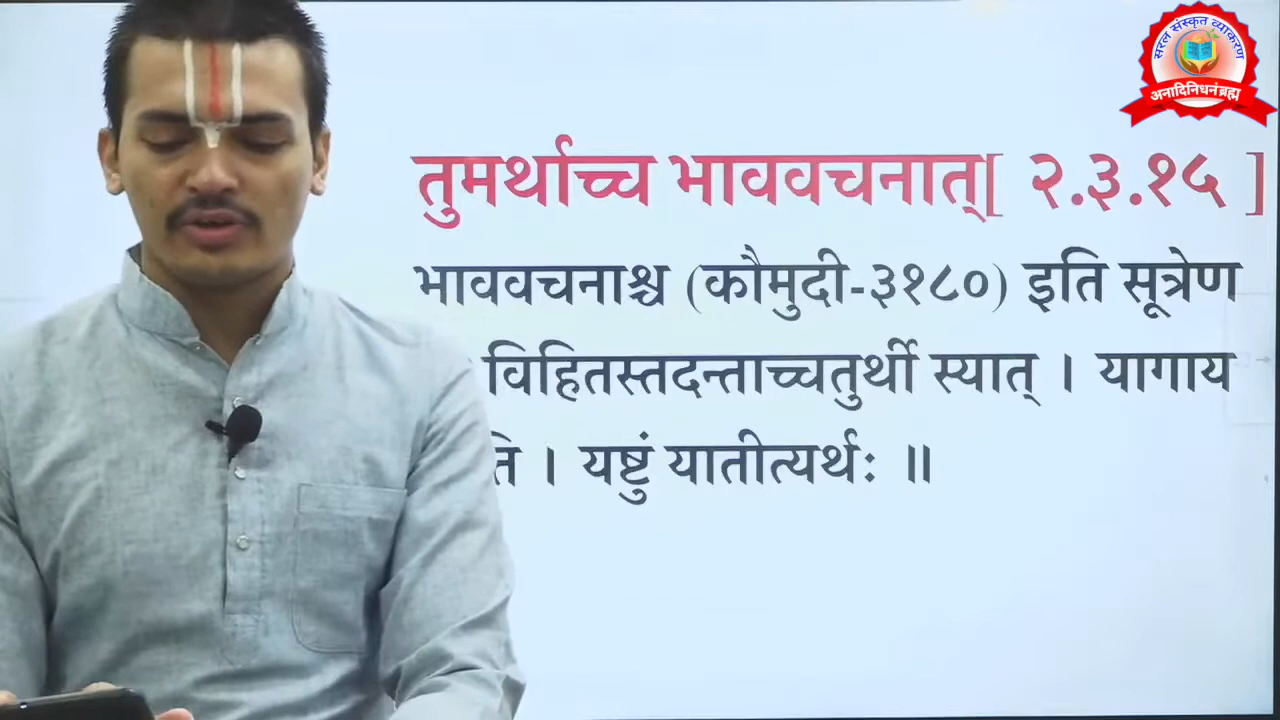 सरल संस्कृत व्याकरण
अनादिनिधनंब्रह्म
तुमर्थाच्च भाववचनात्[ २.३.१५ ]
भाववचनाश्च (कौमुदी-३१८०) इति सूत्रेण
विहितस्तदन्ताच्चतुर्थी स्यात् । यागाय
ति । यष्टुं यातीत्यर्थः ॥